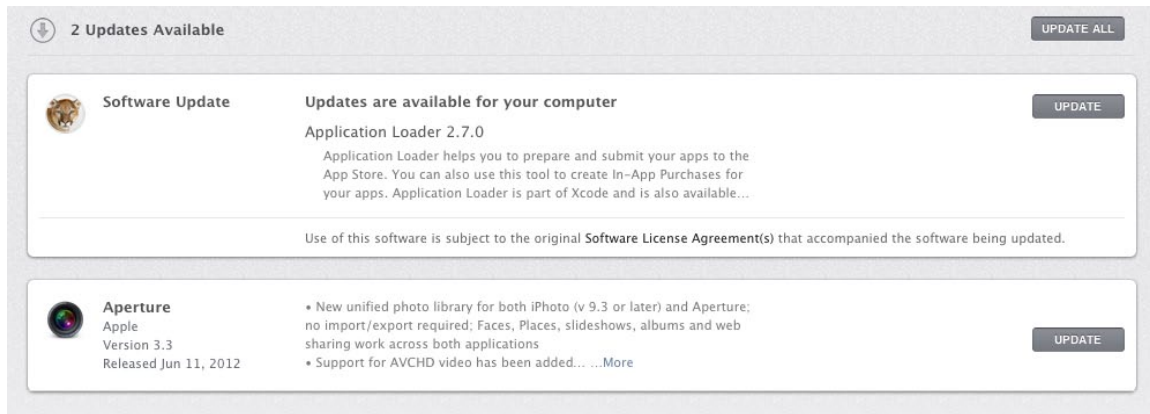 2 Updates Available
UPDATE ALL
Software Update
Updates are available for your computer
UPDATE
Application Loader 2.7.0
Application Loader helps you to prepare and submit your apps to the
App Store. You can also use this tool to create In-App Purchases for
your apps. Application Loader is part of Xcode and is also available...
Use of this software is subject to the original Software License Agreement(s) that accompanied the software being updated.
Aperture
Apple
Version 3.3
Released Jun 11, 2012
• New unified photo library for both iPhoto (v 9.3 or later) and Aperture;
no import/export required; Faces, Places, slideshows, albums and web
sharing work across both applications
• Support for AVCHD video has been added... ...More
UPDATE